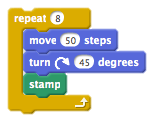 repeat 8
move 50 steps
turn 45 degrees
stamp